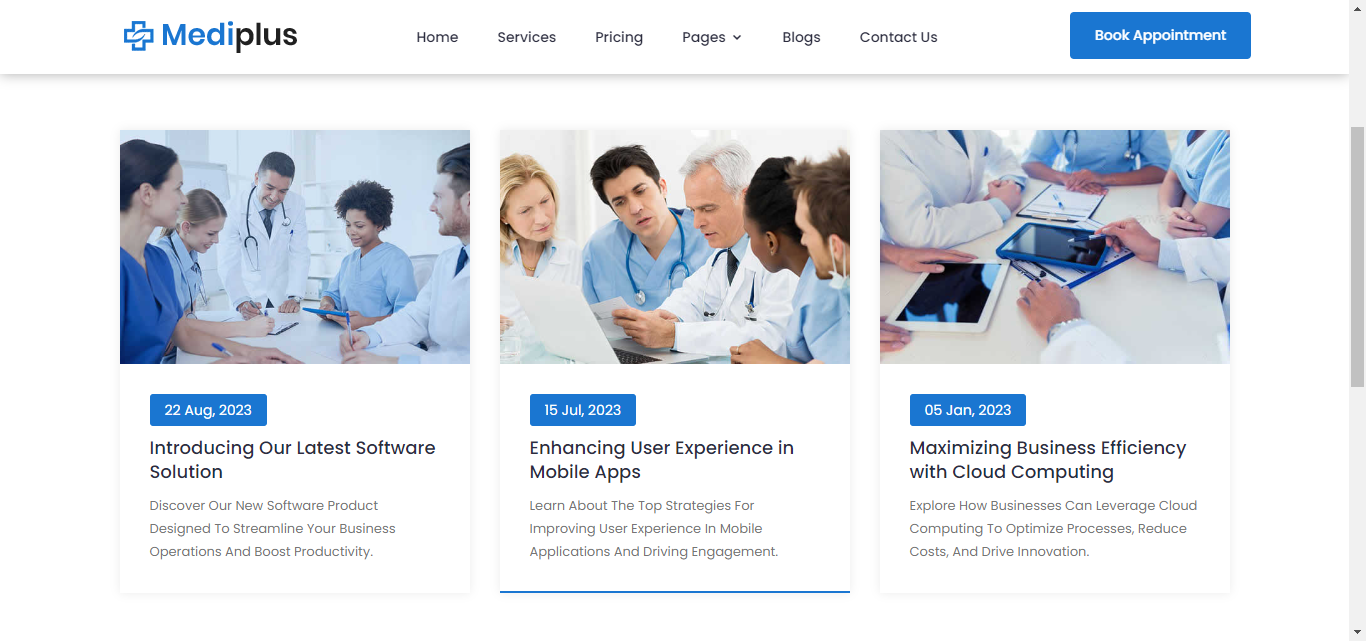 Mediplus
Home
Services
Pricing
Pages
Blogs
Contact Us
Book Appointment
22 Aug, 2023
Introducing Our Latest Software
Solution
Discover Our New Software Product
Designed To Streamline Your Business
Operations And Boost Productivity.
15 Jul, 2023
Enhancing User Experience in
Mobile Apps
Learn About The Top Strategies For
Improving User Experience In Mobile
Applications And Driving Engagement.
05 Jan, 2023
Maximizing Business Efficiency
with Cloud Computing
Explore How Businesses Can Leverage Cloud
Computing To Optimize Processes, Reduce
Costs, And Drive Innovation.